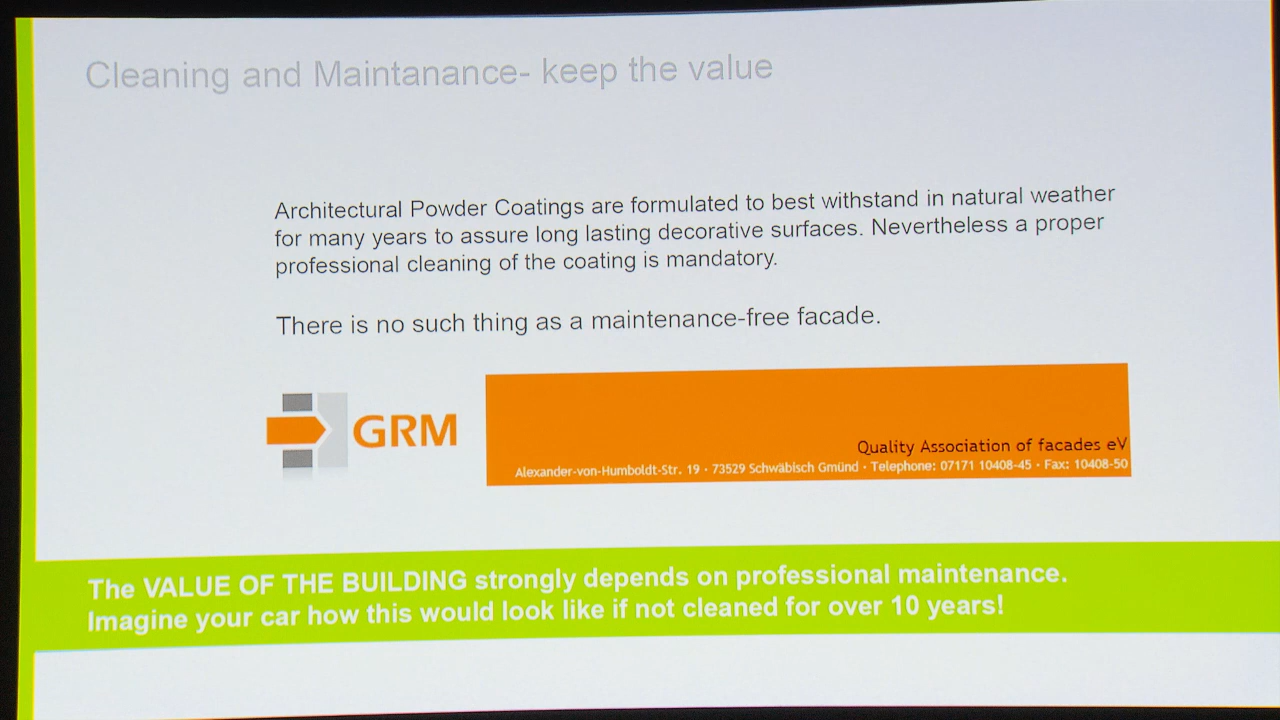 Cleaning and Maintanance- keep the value
Architectural Powder Coatings are formulated to best withstand in natural weather
for many years to assure long lasting decorative surfaces. Nevertheless a proper
professional cleaning of the coating is mandatory.
There is no such thing as a maintenance-free facade.
GRM
Quality Association of facades eV
Alexander-von-Humboldt-Str. 19 · 73529 Schwäbisch Gmünd · Telephone: 07171 10408-45 · Fax: 10408-50
The VALUE OF THE BUILDING strongly depends on professional maintenance.
Imagine your car how this would look like if not cleaned for over 10 years!